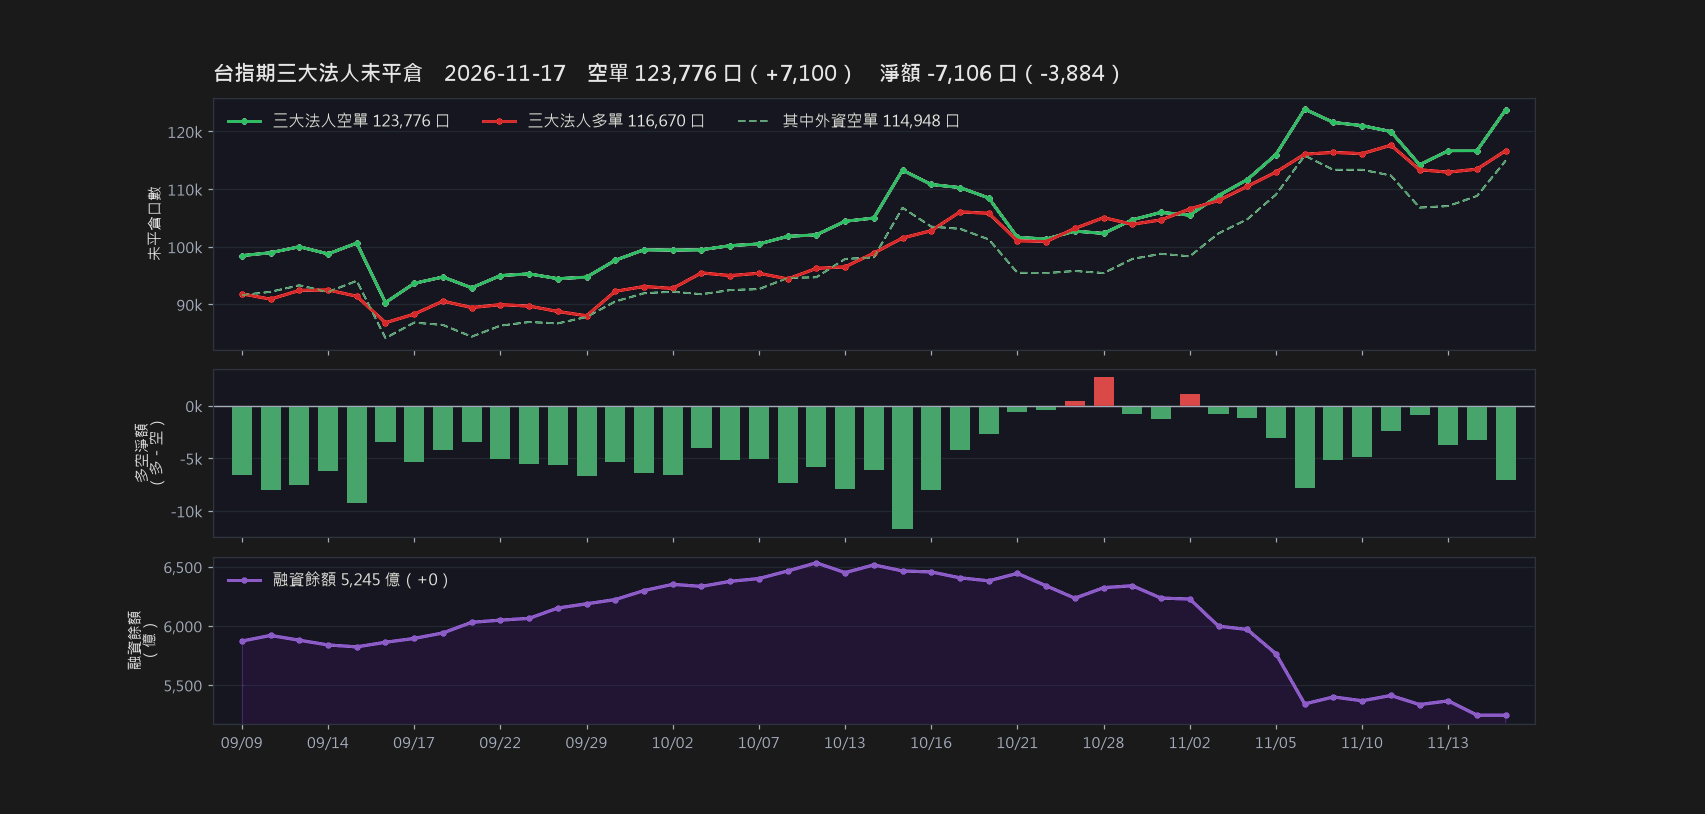 台指期三大法人未平倉 2026-11-17 空單 123,776 口 ( +7,100 ) 淨額 -7,106 口 ( -3,884 )
三大法人空單 123,776 口 三大法人多單 116,670 口 其中外資空單 114,948 口
未平倉口數
120k
110k
100k
90k
多空淨額
( 多 - 空 )
0k
-5k
-10k
融資餘額 5,245 億 ( +0 )
融資餘額
( 億 )
6,500
6,000
5,500
09/09 09/14 09/17 09/22 09/29 10/02 10/07 10/13 10/16 10/21 10/28 11/02 11/05 11/10 11/13